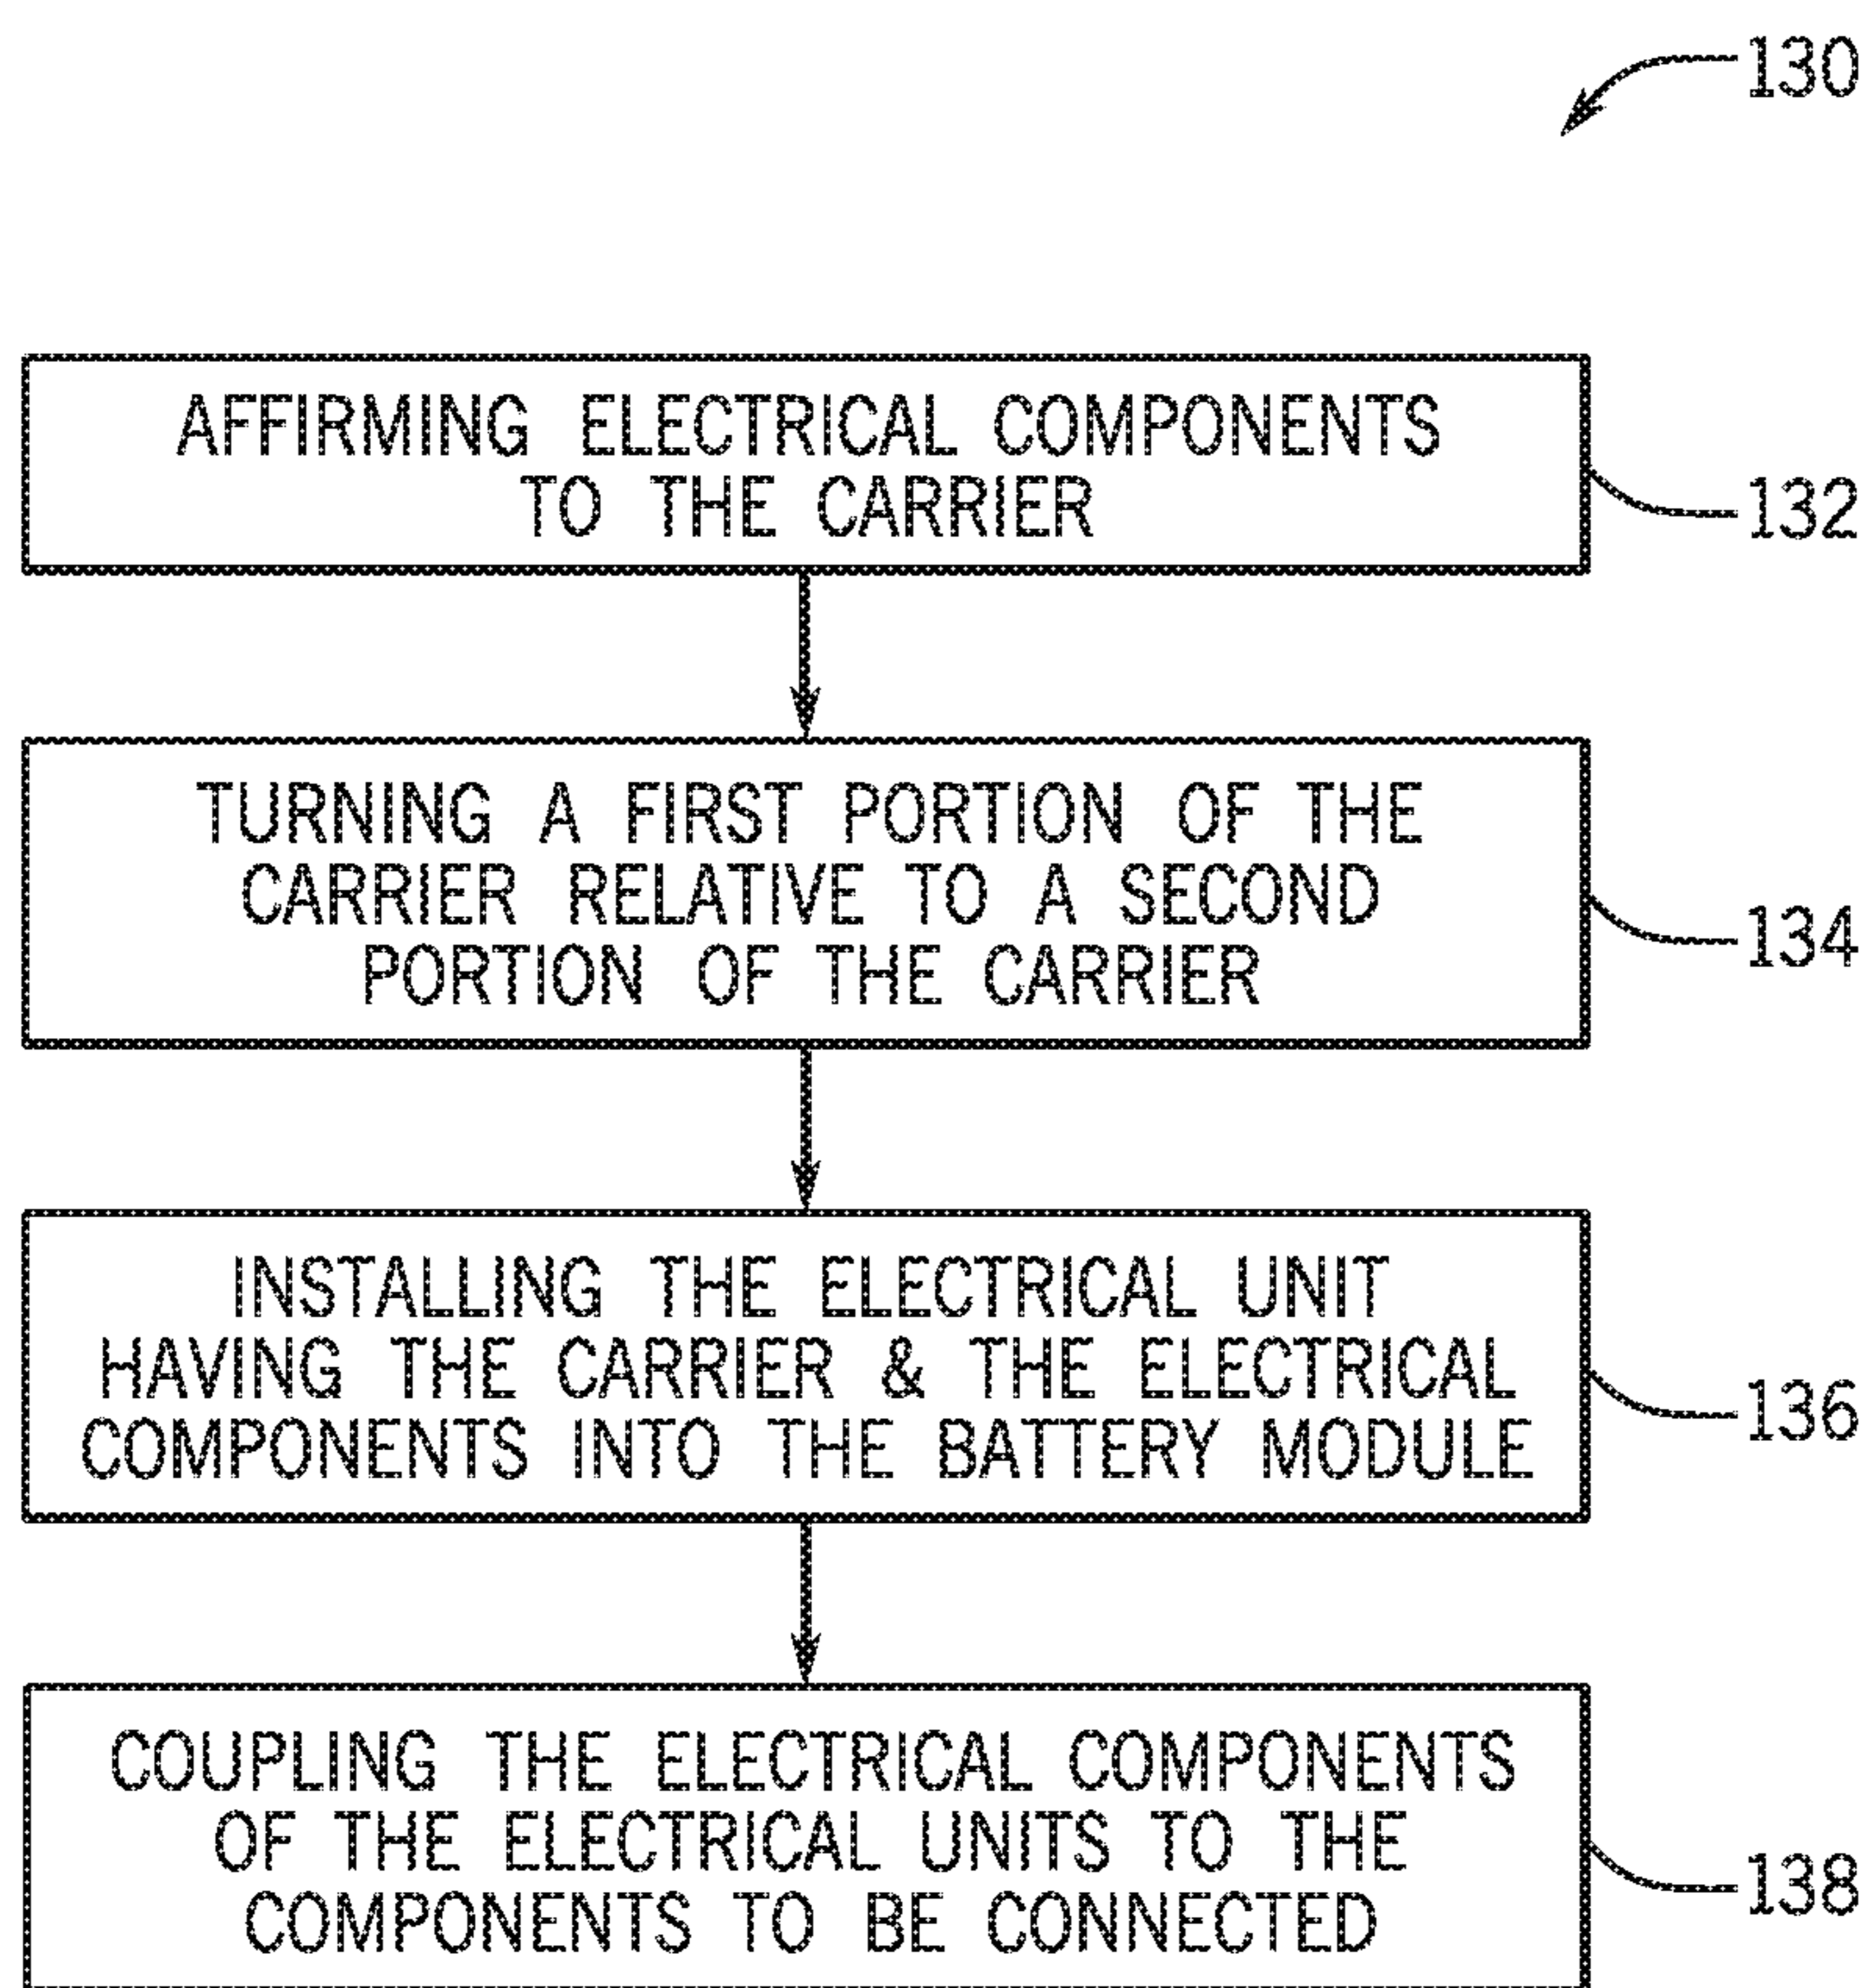 130
AFFIRMING ELECTRICAL COMPONENTS
TO THE CARRIER
132
TURNING A FIRST PORTION OF THE
CARRIER RELATIVE TO A SECOND
PORTION OF THE CARRIER
134
INSTALLING THE ELECTRICAL UNIT
HAVING THE CARRIER & THE ELECTRICAL
COMPONENTS INTO THE BATTERY MODULE
136
COUPLING THE ELECTRICAL COMPONENTS
OF THE ELECTRICAL UNITS TO THE
COMPONENTS TO BE CONNECTED
138